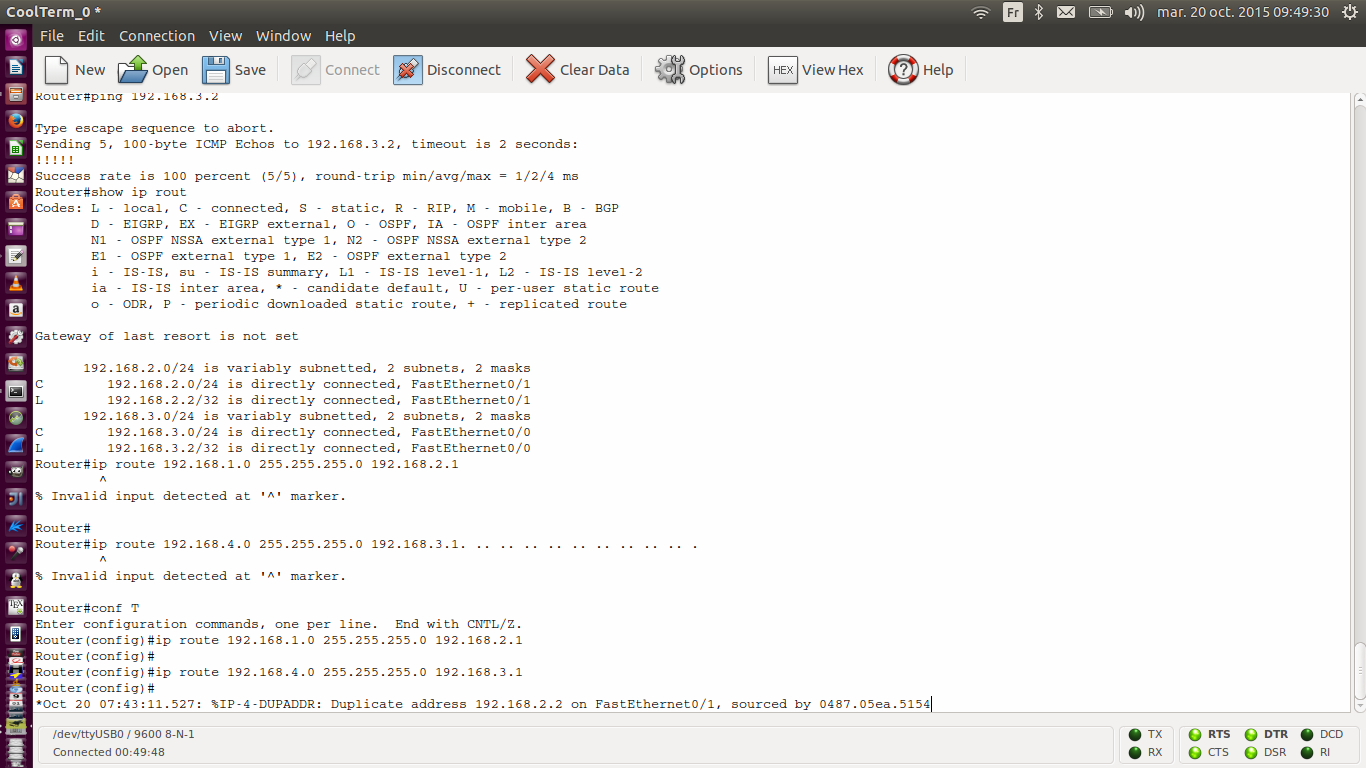 CoolTerm_0 *
Fr
mar. 20 oct. 2015 09:49:30
File Edit Connection View Window Help
New Open Save Connect Disconnect Clear Data Options HEX View Hex Help
Router#ping 192.168.3.2
Type escape sequence to abort.
Sending 5, 100-byte ICMP Echos to 192.168.3.2, timeout is 2 seconds:
!!!!!
Success rate is 100 percent (5/5), round-trip min/avg/max = 1/2/4 ms
Router#show ip rout
Codes: L - local, C - connected, S - static, R - RIP, M - mobile, B - BGP
D - EIGRP, EX - EIGRP external, O - OSPF, IA - OSPF inter area
N1 - OSPF NSSA external type 1, N2 - OSPF NSSA external type 2
E1 - OSPF external type 1, E2 - OSPF external type 2
i - IS-IS, su - IS-IS summary, L1 - IS-IS level-1, L2 - IS-IS level-2
ia - IS-IS inter area, * - candidate default, U - per-user static route
o - ODR, P - periodic downloaded static route, + - replicated route
Gateway of last resort is not set
192.168.2.0/24 is variably subnetted, 2 subnets, 2 masks
C 192.168.2.0/24 is directly connected, FastEthernet0/1
L 192.168.2.2/32 is directly connected, FastEthernet0/1
192.168.3.0/24 is variably subnetted, 2 subnets, 2 masks
C 192.168.3.0/24 is directly connected, FastEthernet0/0
L 192.168.3.2/32 is directly connected, FastEthernet0/0
Router#ip route 192.168.1.0 255.255.255.0 192.168.2.1
^
% Invalid input detected at '^' marker.
Router#
Router#ip route 192.168.4.0 255.255.255.0 192.168.3.1. .. .. .. .. .. .. .. .. .. .
^
% Invalid input detected at '^' marker.
Router#conf T
Enter configuration commands, one per line. End with CNTL/Z.
Router(config)#ip route 192.168.1.0 255.255.255.0 192.168.2.1
Router(config)#
Router(config)#ip route 192.168.4.0 255.255.255.0 192.168.3.1
Router(config)#
*Oct 20 07:43:11.527: %IP-4-DUPADDR: Duplicate address 192.168.2.2 on FastEthernet0/1, sourced by 0487.05ea.5154
/dev/ttyUSB0 / 9600 8-N-1
Connected 00:49:48
TX RTS DTR DCD
RX CTS DSR RI